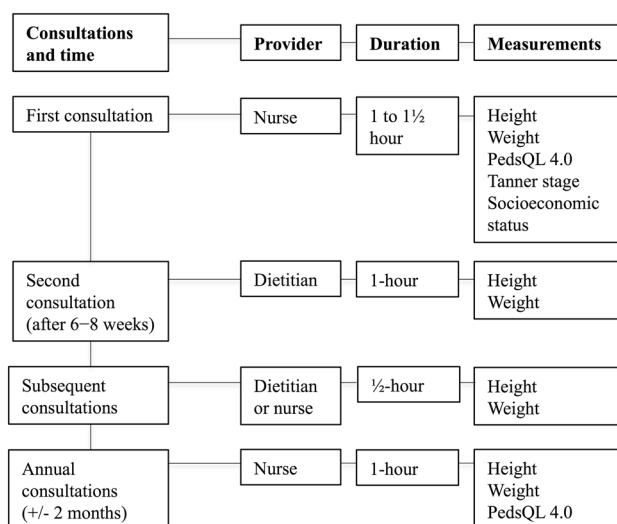 Consultations
and time
Provider
Duration
Measurements
First consultation
Nurse
1 to 1½
hour
Height
Weight
PedsQL 4.0
Tanner stage
Socioeconomic
status
Second
consultation
(after 6−8 weeks)
Dietitian
1-hour
Height
Weight
Subsequent
consultations
Dietitian
or nurse
½-hour
Height
Weight
Annual
consultations
(+/- 2 months)
Nurse
1-hour
Height
Weight
PedsQL 4.0